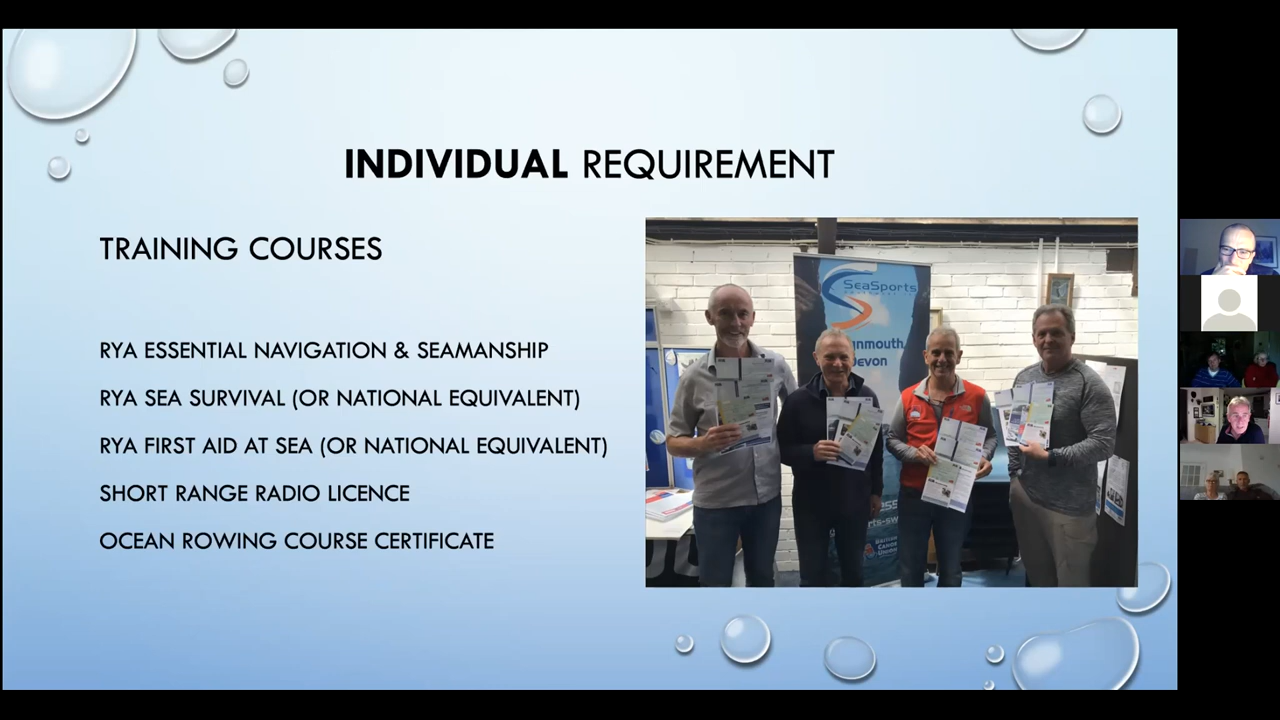 INDIVIDUAL REQUIREMENT
TRAINING COURSES
RYA ESSENTIAL NAVIGATION & SEAMANSHIP
RYA SEA SURVIVAL (OR NATIONAL EQUIVALENT)
RYA FIRST AID AT SEA (OR NATIONAL EQUIVALENT)
SHORT RANGE RADIO LICENCE
OCEAN ROWING COURSE CERTIFICATE
SeaSports
Devon